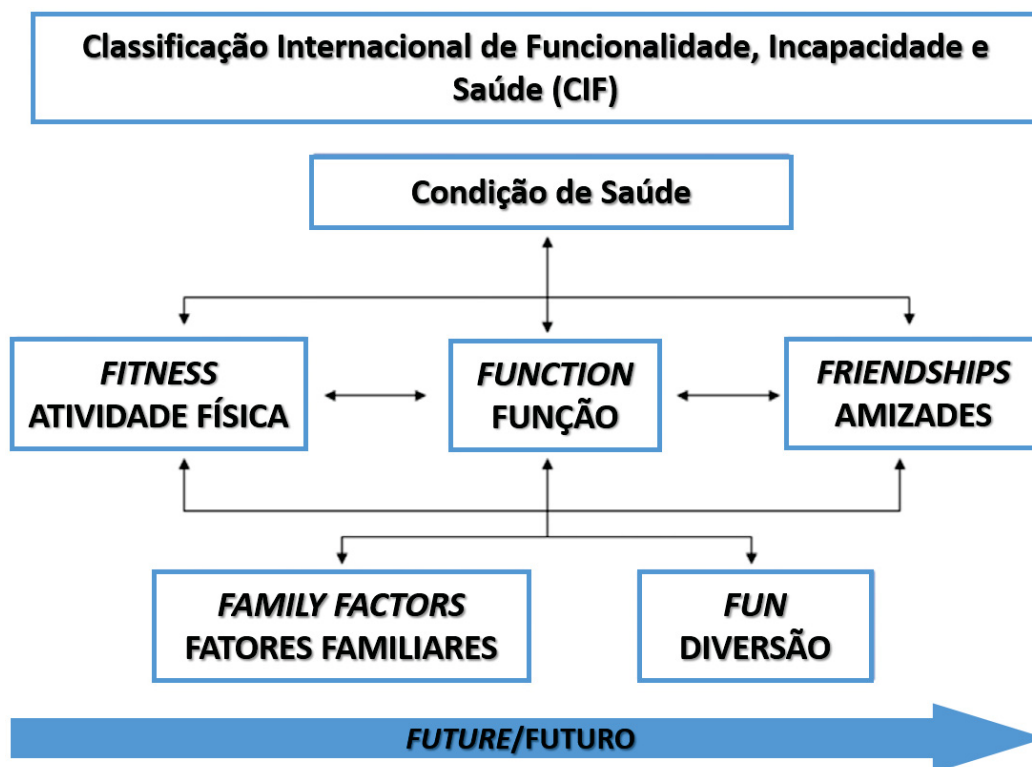 Classificação Internacional de Funcionalidade, Incapacidade e
Saúde (CIF)
Condição de Saúde
FITNESS
ATIVIDADE FÍSICA
FUNCTION
FUNÇÃO
FRIENDSHIPS
AMIZADES
FAMILY FACTORS
FATORES FAMILIARES
FUN
DIVERSÃO
FUTURE/FUTURO